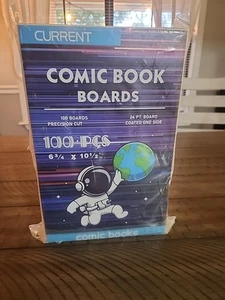 CURRENT
COMIC BOOK
BOARDS
100 BOARDS
PRECISION CUT
24 PT. BOARD
COATED ONE SIDE
100 PCS
6 3/4 X 10 1/2
comic books